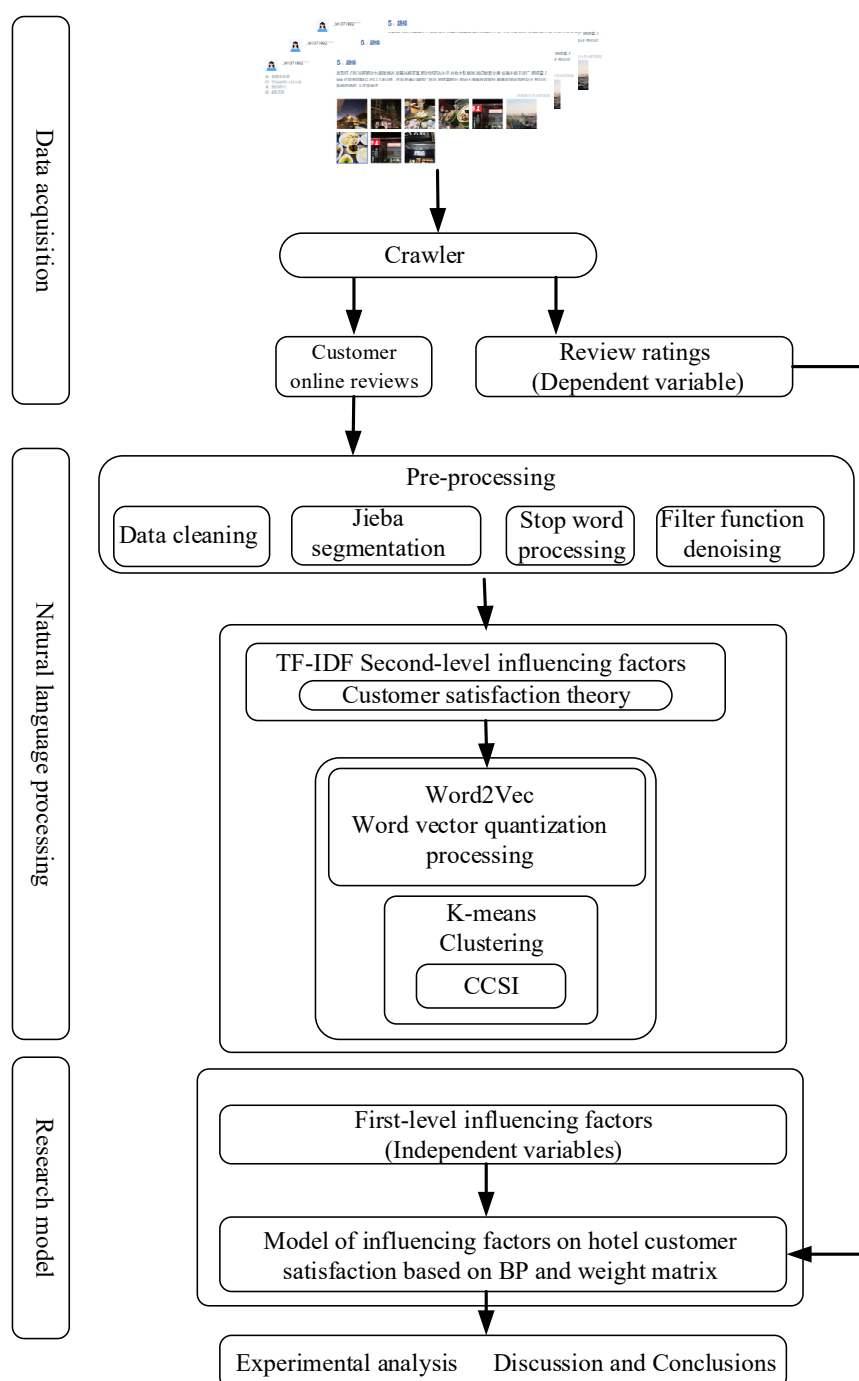 Data acquisition
Crawler
Customer
online reviews
Review ratings
(Dependent variable)
Natural language processing
Pre-processing
Data cleaning
Jieba
segmentation
Stop word
processing
Filter function
denoising
TF-IDF Second-level influencing factors
Customer satisfaction theory
Word2Vec
Word vector quantization
processing
K-means
Clustering
CCSI
Research model
First-level influencing factors
(Independent variables)
Model of influencing factors on hotel customer
satisfaction based on BP and weight matrix
Experimental analysis Discussion and Conclusions